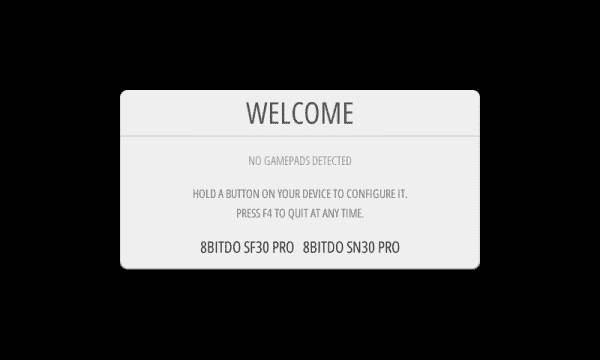 WELCOME
NO GAMEPADS DETECTED
HOLD A BUTTON ON YOUR DEVICE TO CONFIGURE IT.
PRESS F4 TO QUIT AT ANY TIME.
8BITDO SF30 PRO 8BITDO SN30 PRO